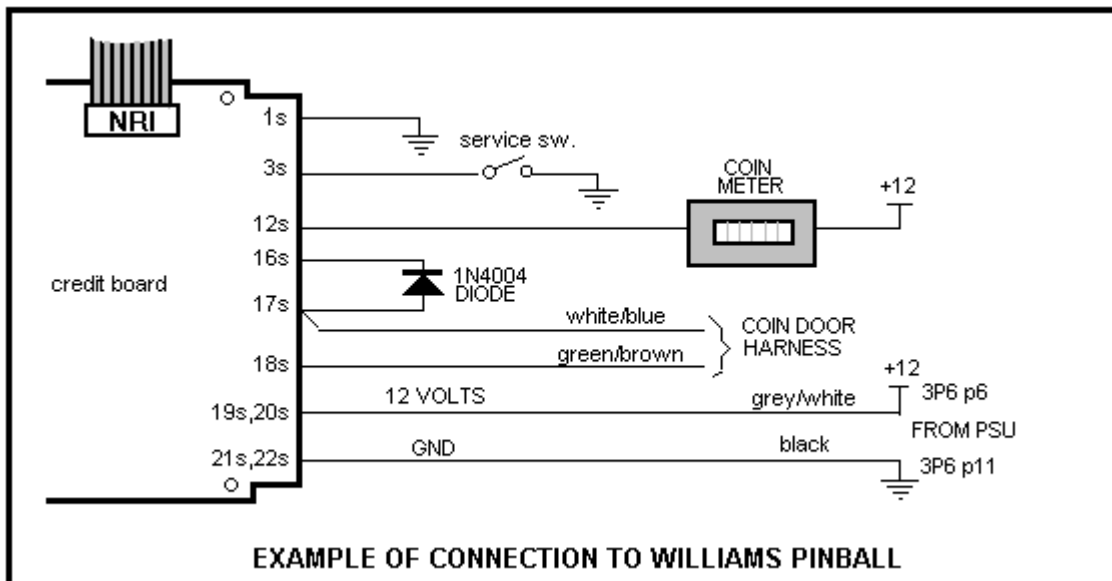 NRI
1s
service sw.
3s
COIN
METER
+12
12s
16s
credit board
1N4004
DIODE
17s
white/blue
COIN DOOR
HARNESS
18s
green/brown
+12
12 VOLTS
grey/white
3P6 p6
19s,20s
FROM PSU
GND
black
21s,22s
3P6 p11
EXAMPLE OF CONNECTION TO WILLIAMS PINBALL